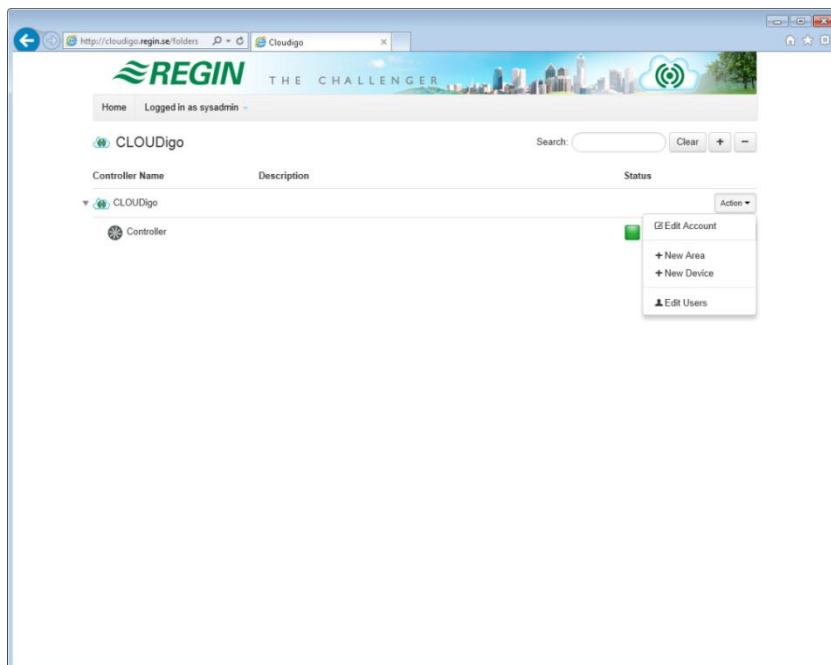 http://cloudigo.regin.se/folders
Cloudigo
REGIN THE CHALLENGER
Home Logged in as sysadmin
CLOUDigo Search: Clear + −
Controller Name Description Status
CLOUDigo Action
Controller
Edit Account
+ New Area
+ New Device
Edit Users